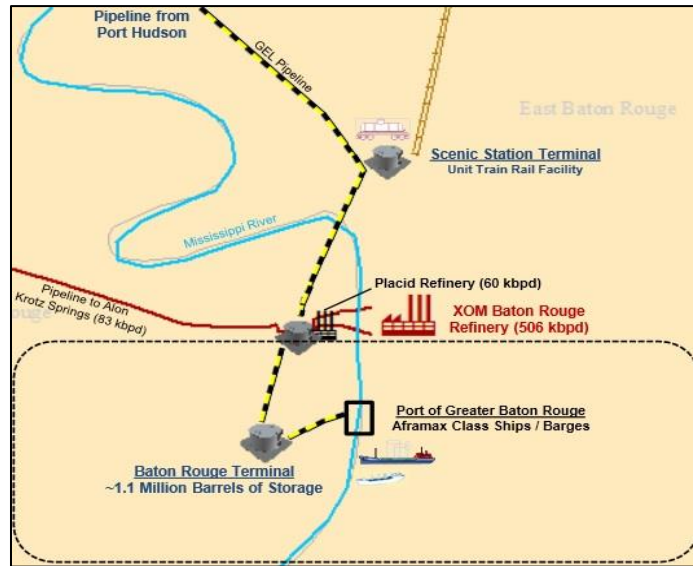 Pipeline from
Port Hudson
GEL Pipeline
East Baton Rouge
Scenic Station Terminal
Unit Train Rail Facility
Mississippi River
Placid Refinery (60 kbpd)
Pipeline to Alon
Krotz Springs (83 kbpd)
XOM Baton Rouge
Refinery (506 kbpd)
Port of Greater Baton Rouge
Aframax Class Ships / Barges
Baton Rouge Terminal
~1.1 Million Barrels of Storage